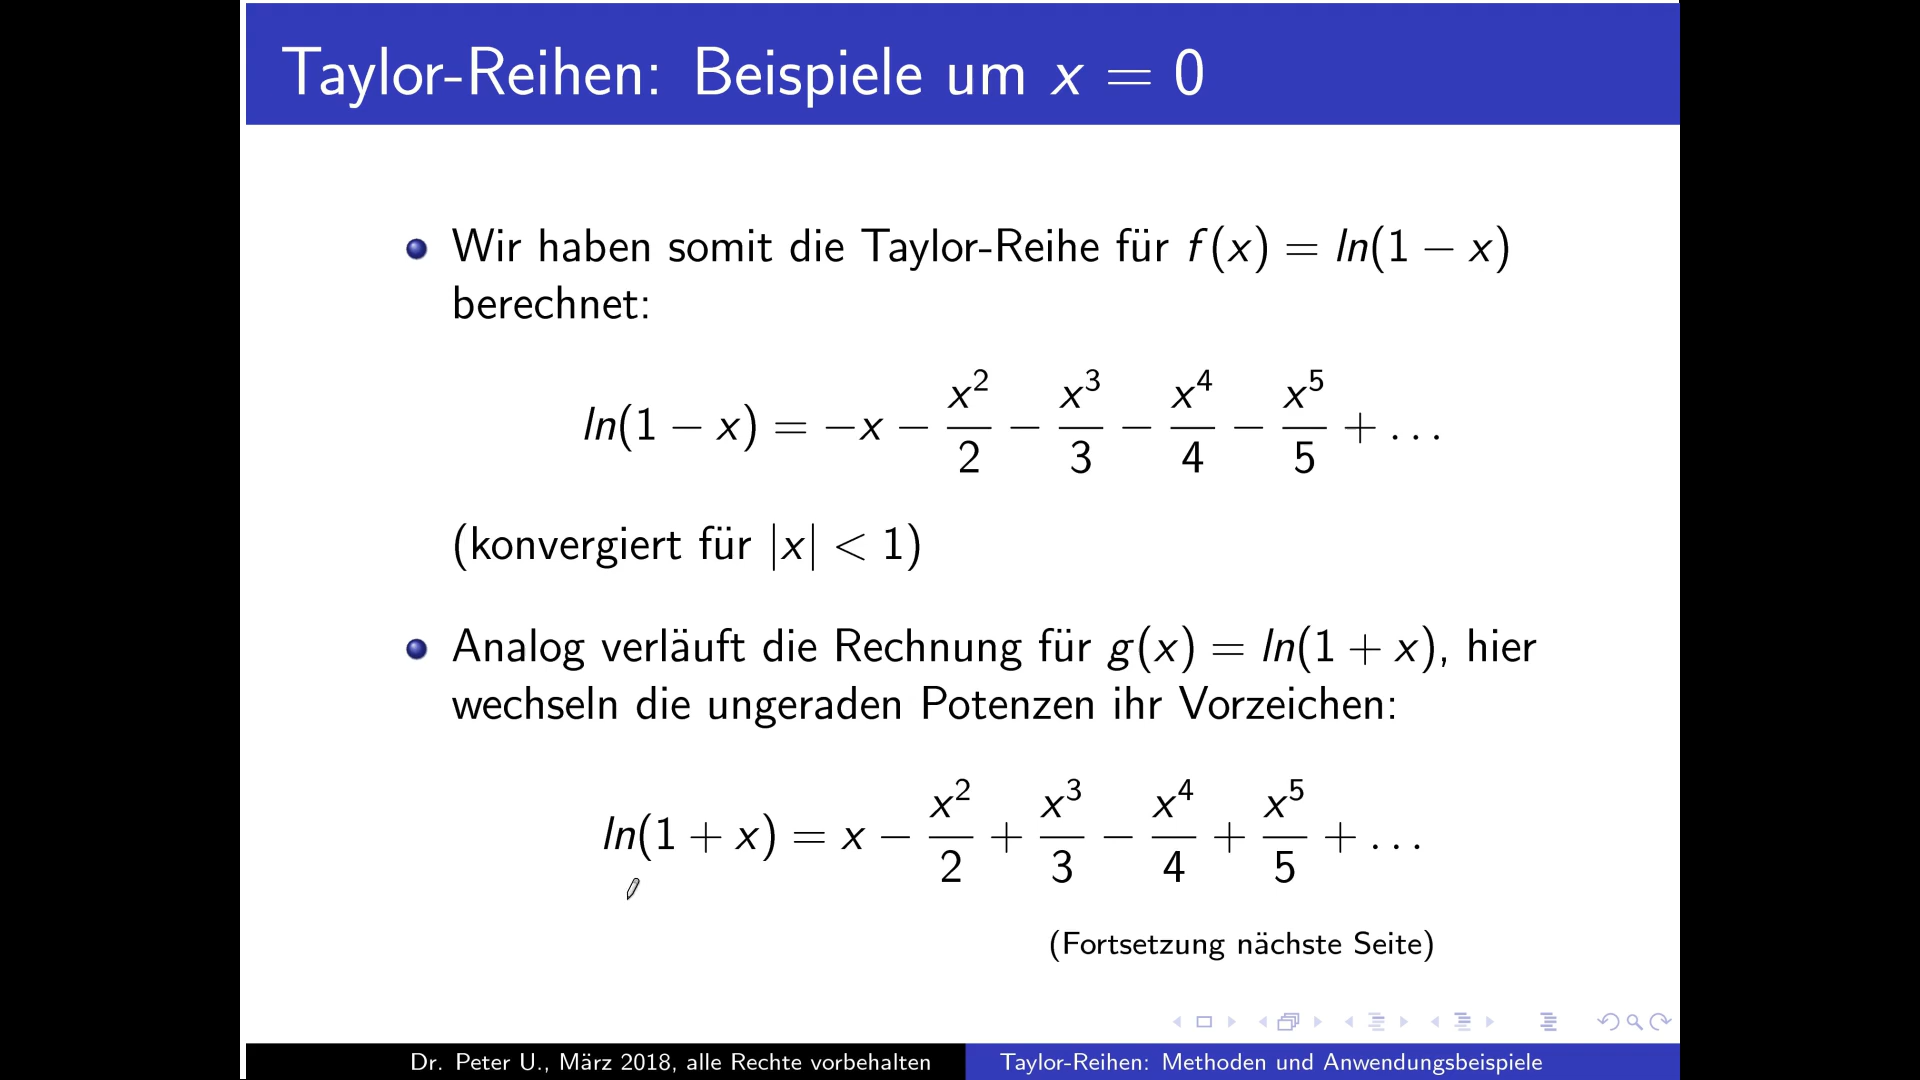 Taylor-Reihen: Beispiele um x = 0
Wir haben somit die Taylor-Reihe für f(x) = ln(1 − x)
berechnet:
ln(1 − x) = −x − x²/2 − x³/3 − x⁴/4 − x⁵/5 + ...
(konvergiert für |x| < 1)
Analog verläuft die Rechnung für g(x) = ln(1 + x), hier
wechseln die ungeraden Potenzen ihr Vorzeichen:
ln(1 + x) = x − x²/2 + x³/3 − x⁴/4 + x⁵/5 + ...
(Fortsetzung nächste Seite)
Dr. Peter U., März 2018, alle Rechte vorbehalten
Taylor-Reihen: Methoden und Anwendungsbeispiele